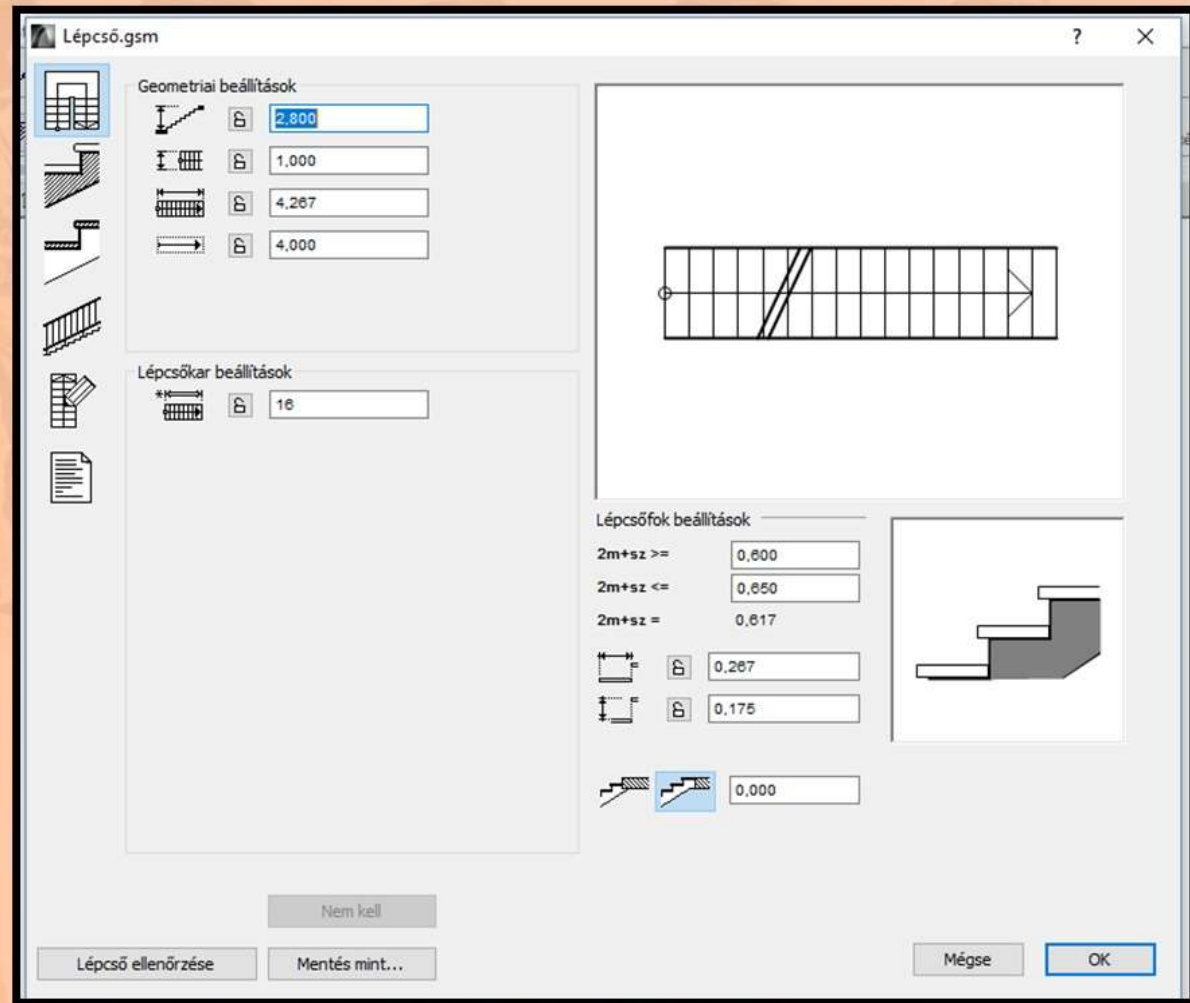 Lépcső.gsm
?
Geometriai beállítások
2,800
1,000
4,267
4,000
Lépcsőkar beállítások
16
Lépcsőfok beállítások
2m+sz >= 0,600
2m+sz <= 0,650
2m+sz = 0,617
0,267
0,175
0,000
Nem kell
Lépcső ellenőrzése
Mentés mint...
Mégse
OK